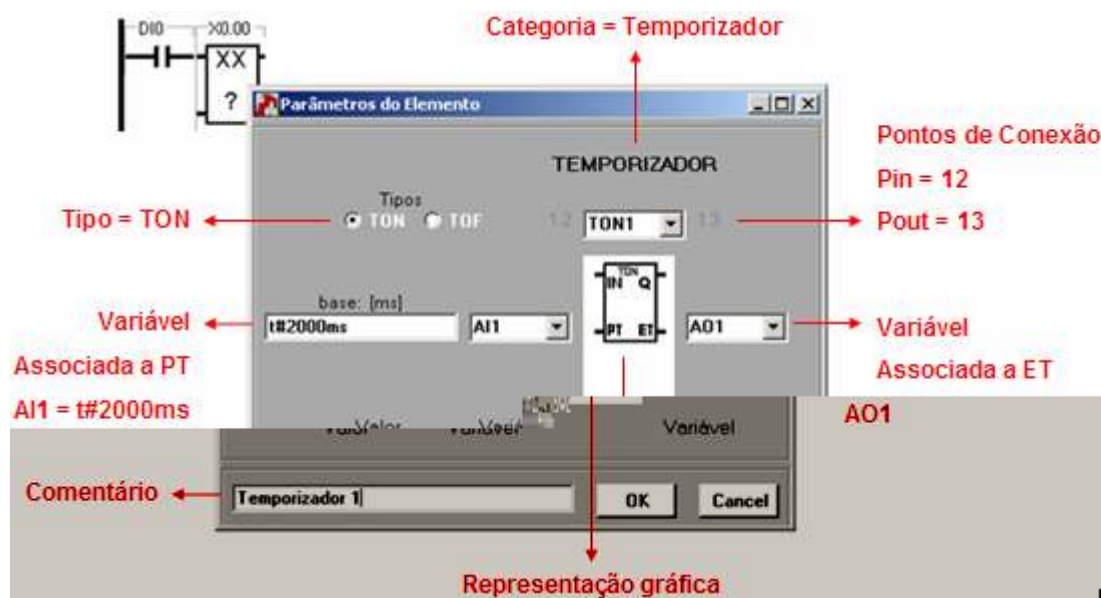 DI0 X0.00
XX
?
Categoria = Temporizador
Parâmetros do Elemento
Pontos de Conexão
Pin = 12
Pout = 13
TEMPORIZADOR
Tipos
Tipo = TON
TON TOF
12 TON1 13
TON
IN Q
PT ET
base: [ms]
t#2000ms AI1 AO1
Variável
Associada a PT
AI1 = t#2000ms
Variável
Associada a ET
AO1
Variável
Comentário
Temporizador 1
OK Cancel
Representação gráfica